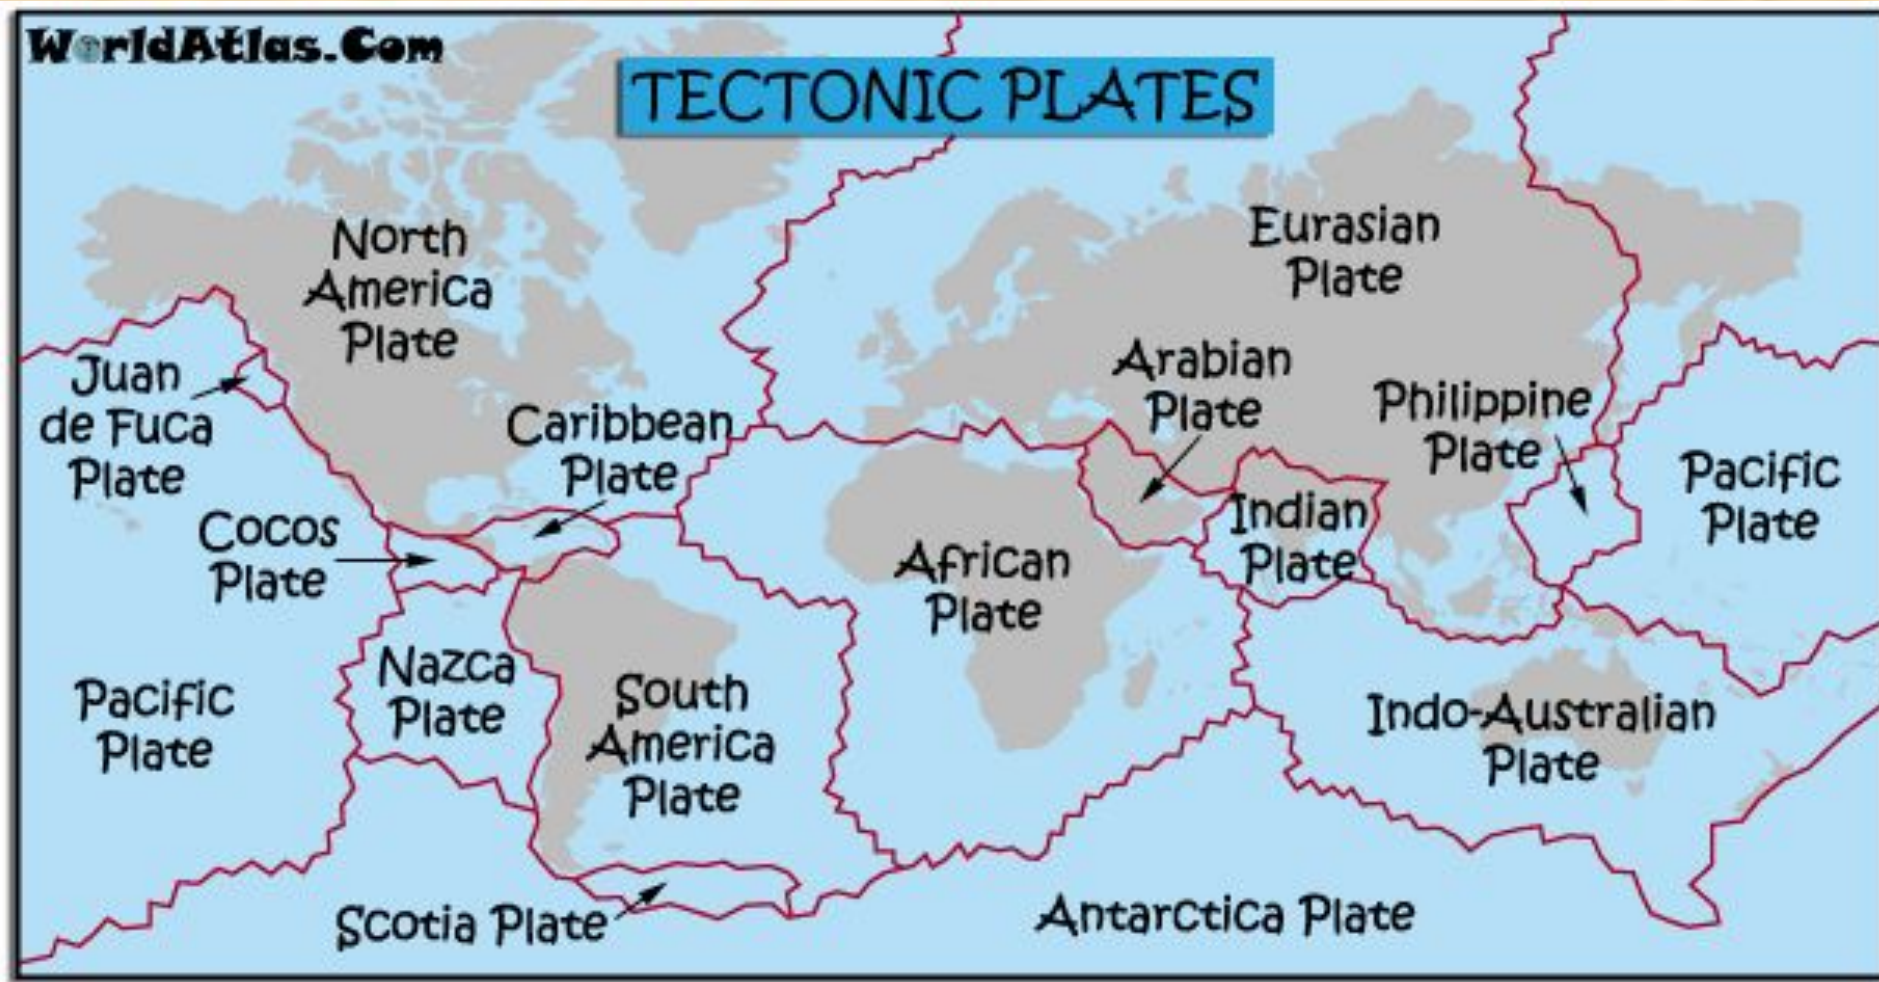 WorldAtlas.Com
TECTONIC PLATES
North
America
Plate
Eurasian
Plate
Juan
de Fuca
Plate
Caribbean
Plate
Arabian
Plate
Philippine
Plate
Pacific
Plate
Cocos
Plate
African
Plate
Indian
Plate
Nazca
Plate
South
America
Plate
Pacific
Plate
Indo-Australian
Plate
Scotia Plate
Antarctica Plate